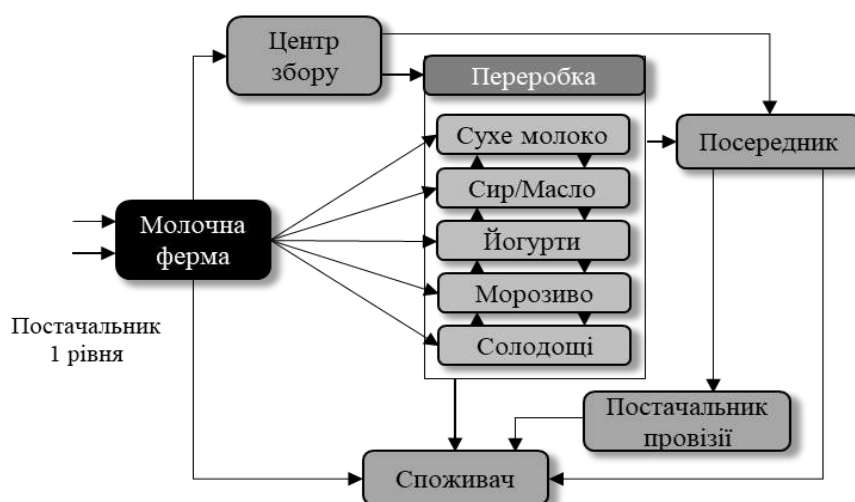 Центр
збору
Переробка
Сухе молоко
Посередник
Сир/Масло
Молочна
ферма
Йогурти
Морозиво
Постачальник
1 рівня
Солодощі
Постачальник
провізії
Споживач